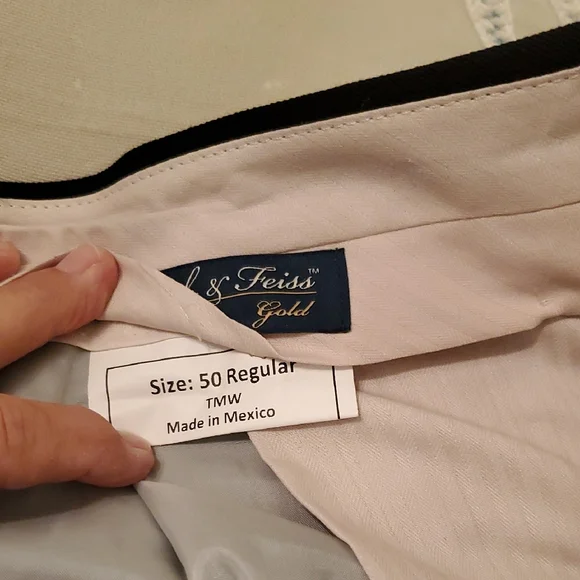 & Feiss™
Gold
Size: 50 Regular
TMW
Made in Mexico